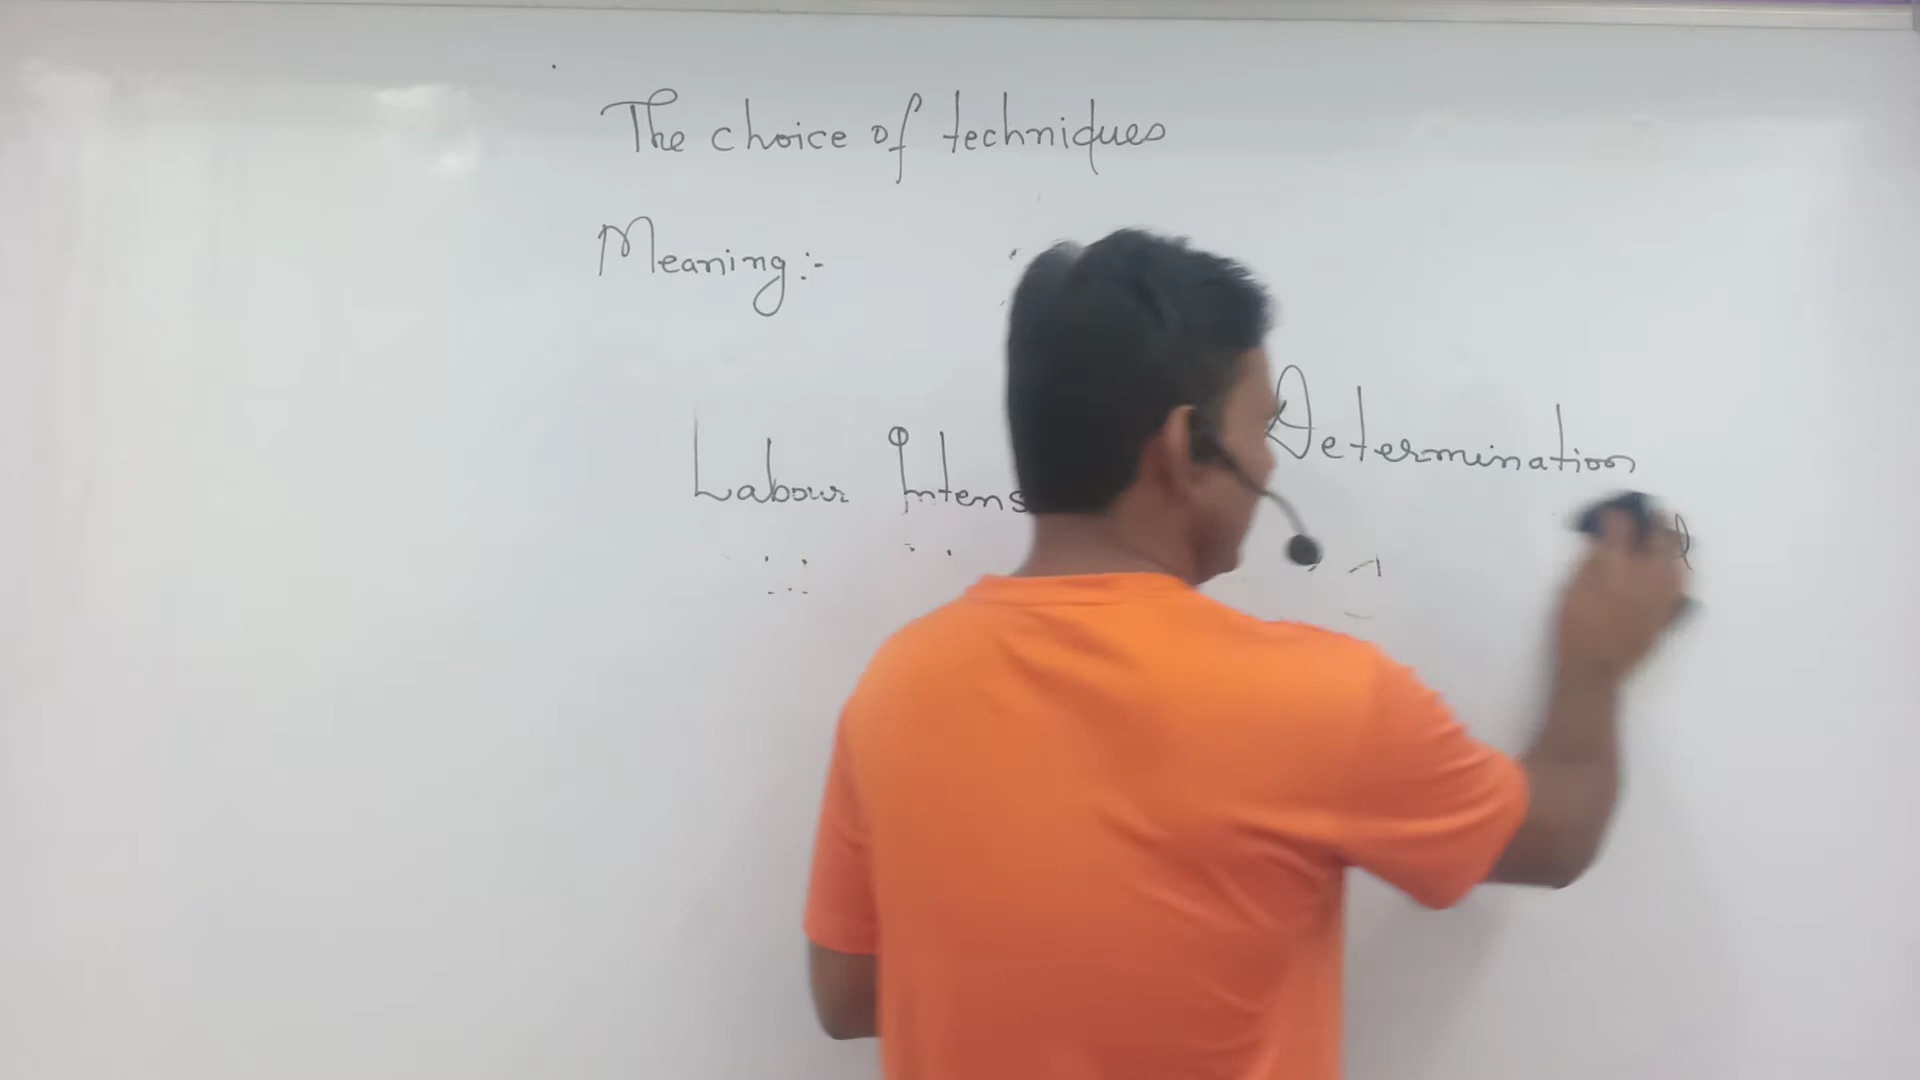 The choice of techniques
Meaning :-
Labour Intens
Determination